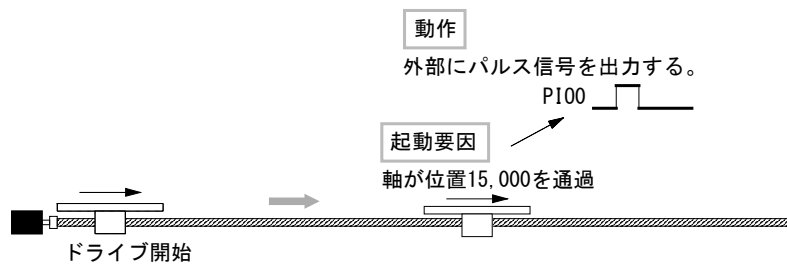 動作
外部にパルス信号を出力する。
PIO0
起動要因
軸が位置15,000を通過
ドライブ開始